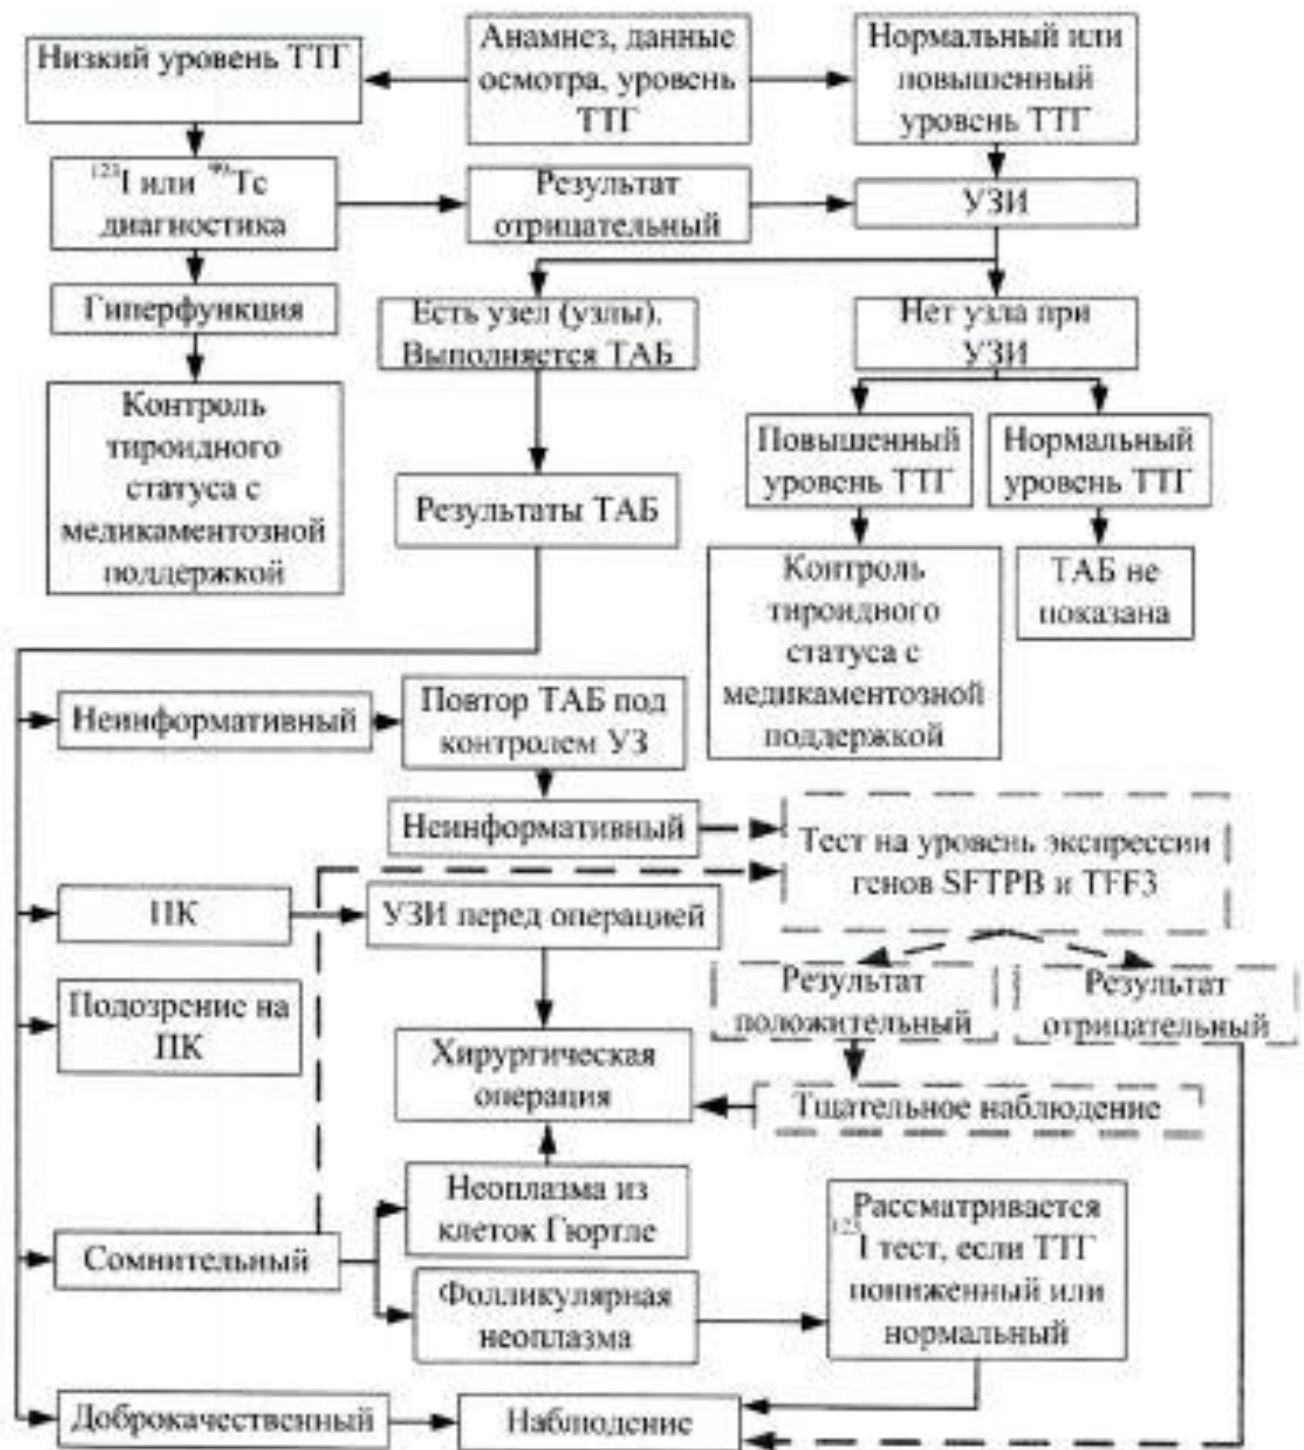 Низкий уровень ТТГ
Анамнез, данные
осмотра, уровень
ТТГ
Нормальный или
повышенный
уровень ТТГ
¹²³I или ⁹⁹Tc
диагностика
Результат
отрицательный
УЗИ
Гиперфункция
Есть узел (узлы).
Выполняется ТАБ
Нет узла при
УЗИ
Контроль
тироидного
статуса с
медикаментозной
поддержкой
Результаты ТАБ
Повышенный
уровень ТТГ
Нормальный
уровень ТТГ
Контроль
тироидного
статуса с
медикаментозной
поддержкой
ТАБ не
показана
Неинформативный
Повтор ТАБ под
контролем УЗ
Неинформативный
Тест на уровень экспрессии
генов SFTPB и TFF3
ПК
УЗИ перед операцией
Подозрение на
ПК
Результат
положительный
Результат
отрицательный
Хирургическая
операция
Тщательное наблюдение
Сомнительный
Неоплазма из
клеток Гюртле
Фолликулярная
неоплазма
Рассматривается
I тест, если ТТГ
пониженный или
нормальный
Доброкачественный
Наблюдение